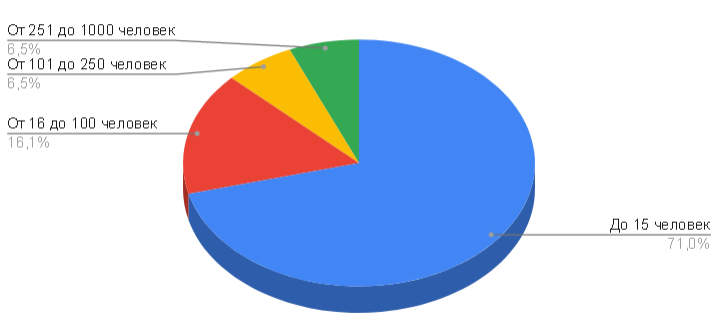 От 251 до 1000 человек
6,5%
От 101 до 250 человек
6,5%
От 16 до 100 человек
16,1%
До 15 человек
71,0%